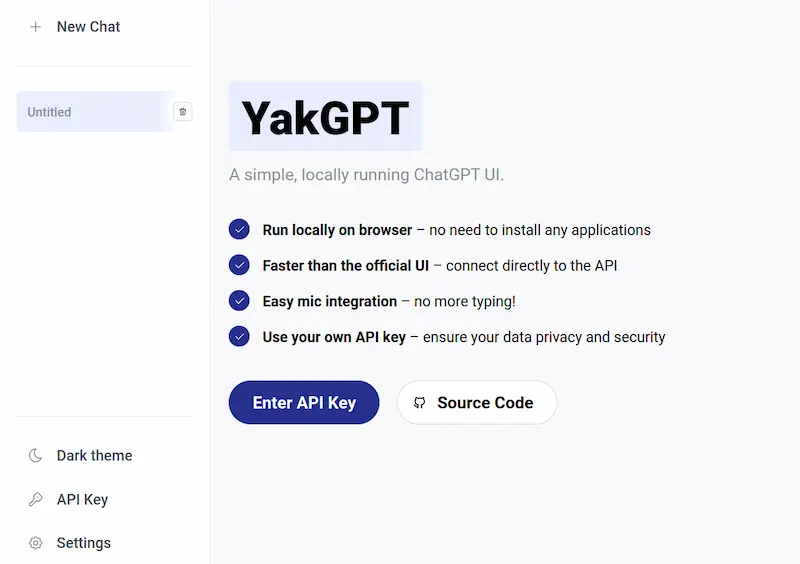 New Chat
Untitled
YakGPT
A simple, locally running ChatGPT UI.
Run locally on browser – no need to install any applications
Faster than the official UI – connect directly to the API
Easy mic integration – no more typing!
Use your own API key – ensure your data privacy and security
Enter API Key
Source Code
Dark theme
API Key
Settings